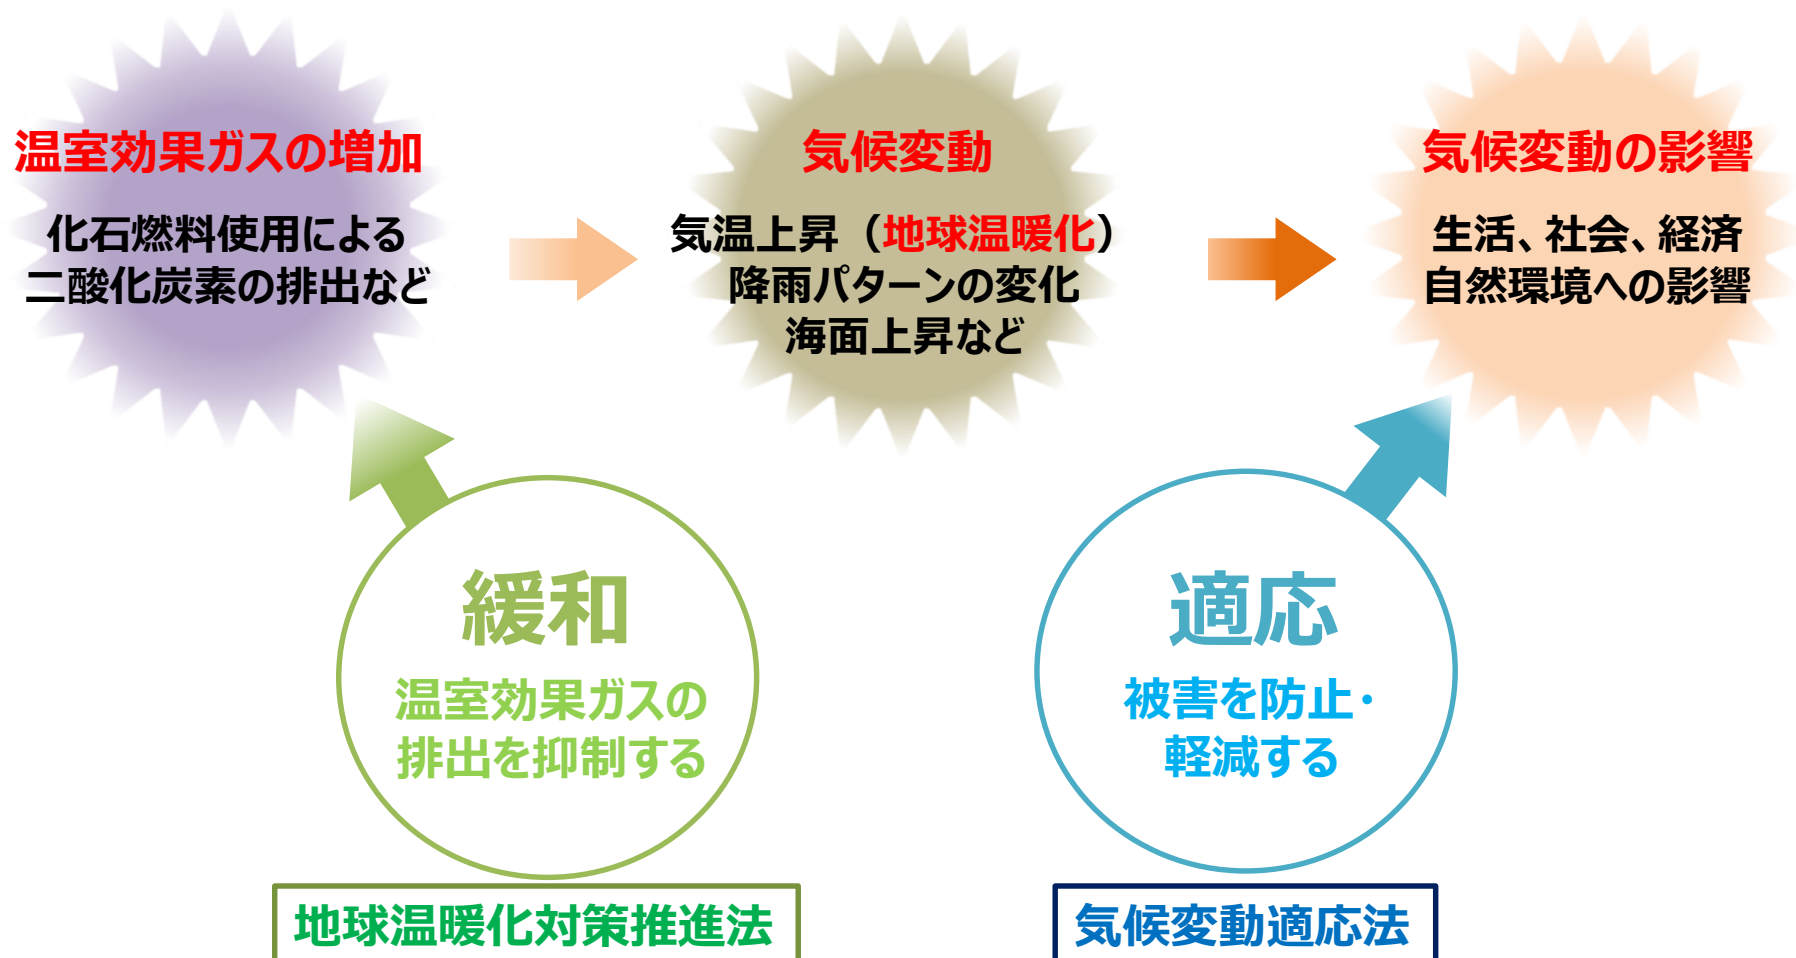 温室効果ガスの増加
化石燃料使用による
二酸化炭素の排出など
気候変動
気温上昇（地球温暖化）
降雨パターンの変化
海面上昇など
気候変動の影響
生活、社会、経済
自然環境への影響
緩和
温室効果ガスの
排出を抑制する
地球温暖化対策推進法
適応
被害を防止・
軽減する
気候変動適応法